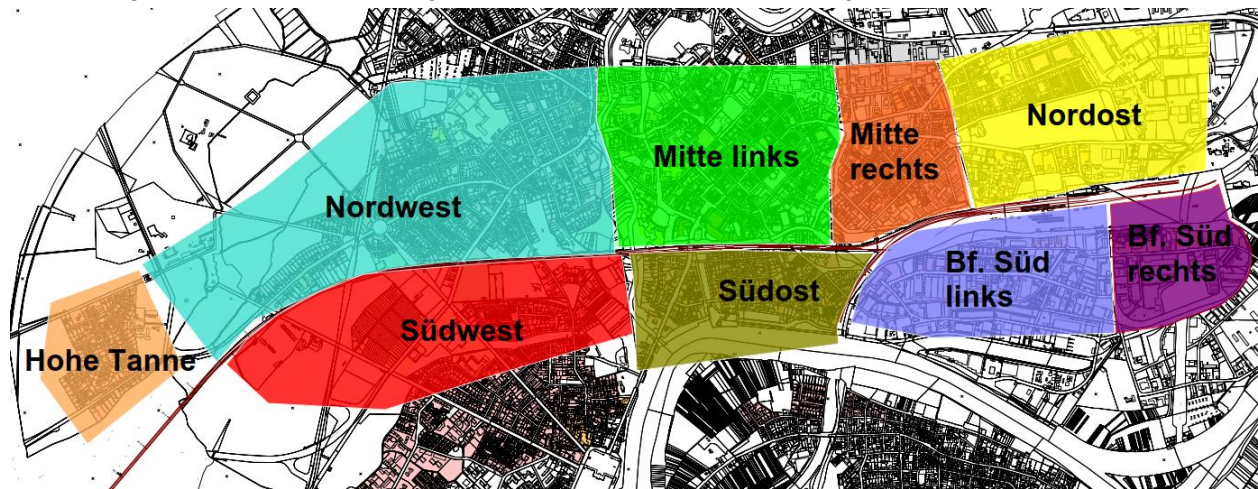 Nordost
Mitte
rechts
Mitte links
Nordwest
Bf. Süd
rechts
Bf. Süd
links
Südost
Südwest
Hohe Tanne